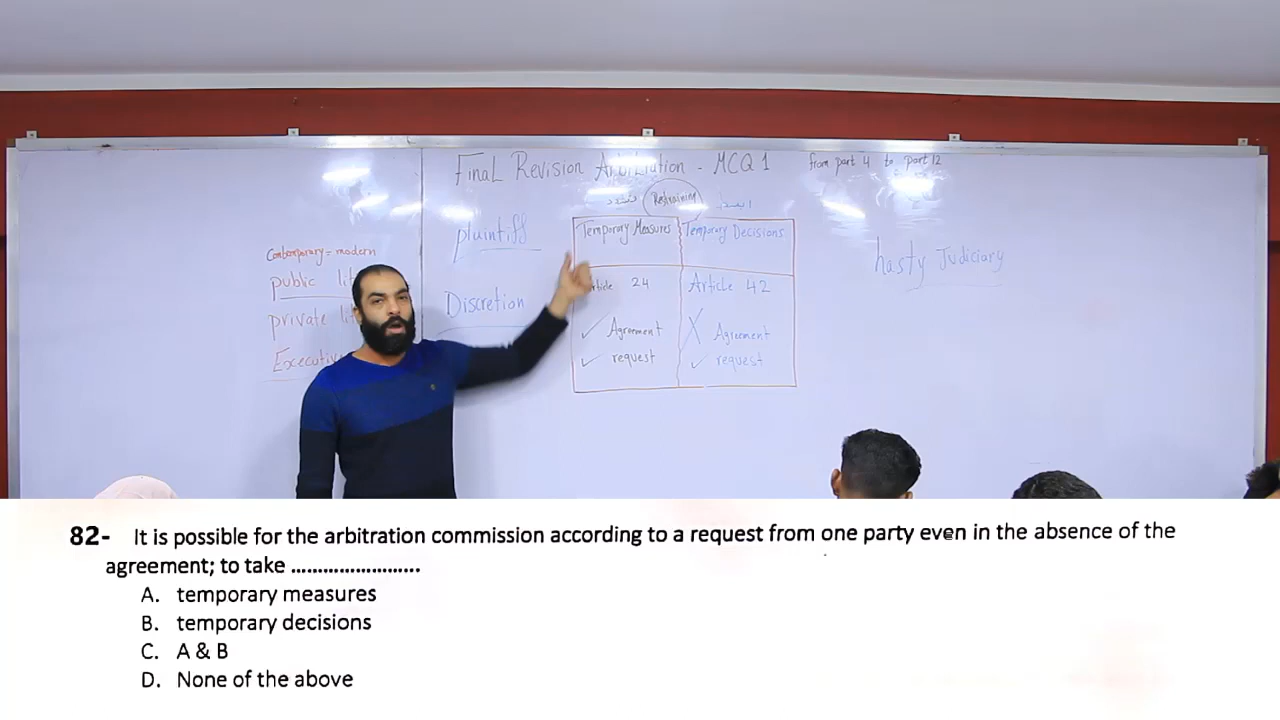 Final Revision Arbitration - MCQ 1
from part 4 to part 12
Restraining
plaintiff
Discretion
Contemporary = modern
public
private
Executive
Temporary Measures
Temporary Decisions
Article 24
Article 42
✓ Agreement
X Agreement
✓ request
✓ request
hasty Judiciary
82- It is possible for the arbitration commission according to a request from one party even in the absence of the
agreement; to take ........................
A. temporary measures
B. temporary decisions
C. A & B
D. None of the above